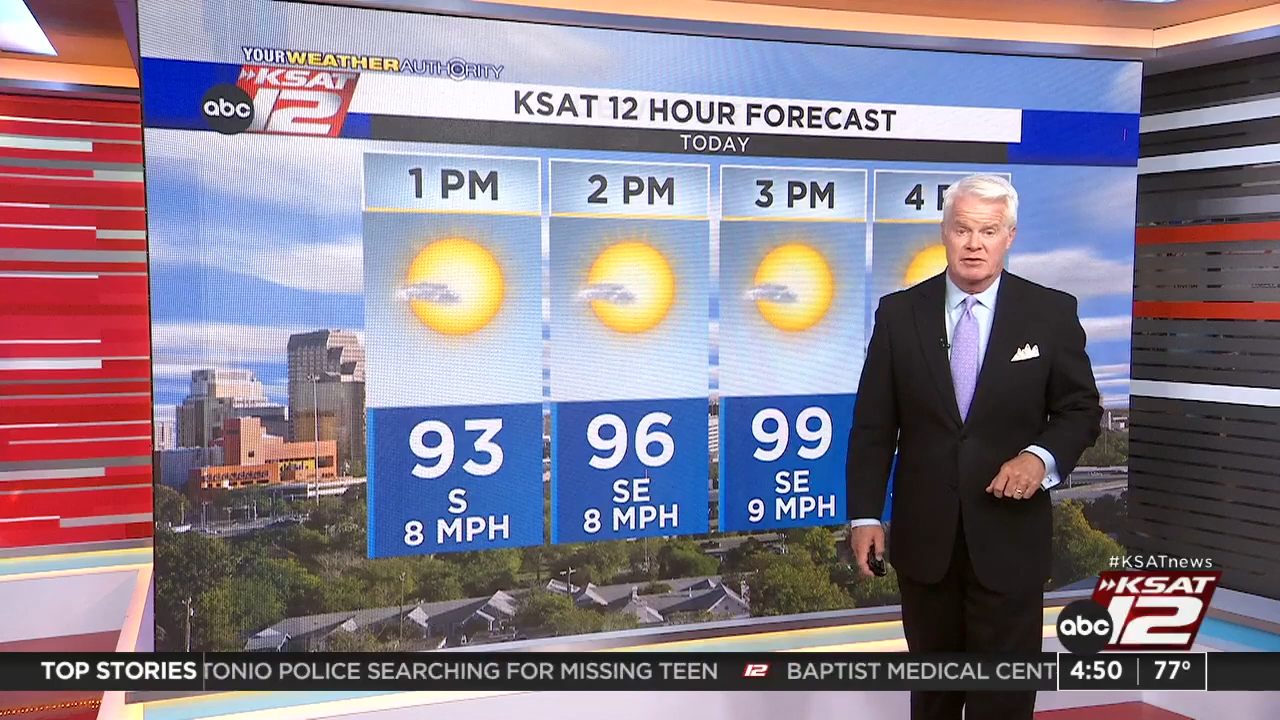 YOUR WEATHER AUTHORITY
»KSAT
abc 12
KSAT 12 HOUR FORECAST
TODAY
1 PM
2 PM
3 PM
4
93
S
8 MPH
96
SE
8 MPH
99
SE
9 MPH
#KSATnews
»KSAT
abc 12
TOP STORIES
TONIO POLICE SEARCHING FOR MISSING TEEN 12 BAPTIST MEDICAL CENT
4:50 77°